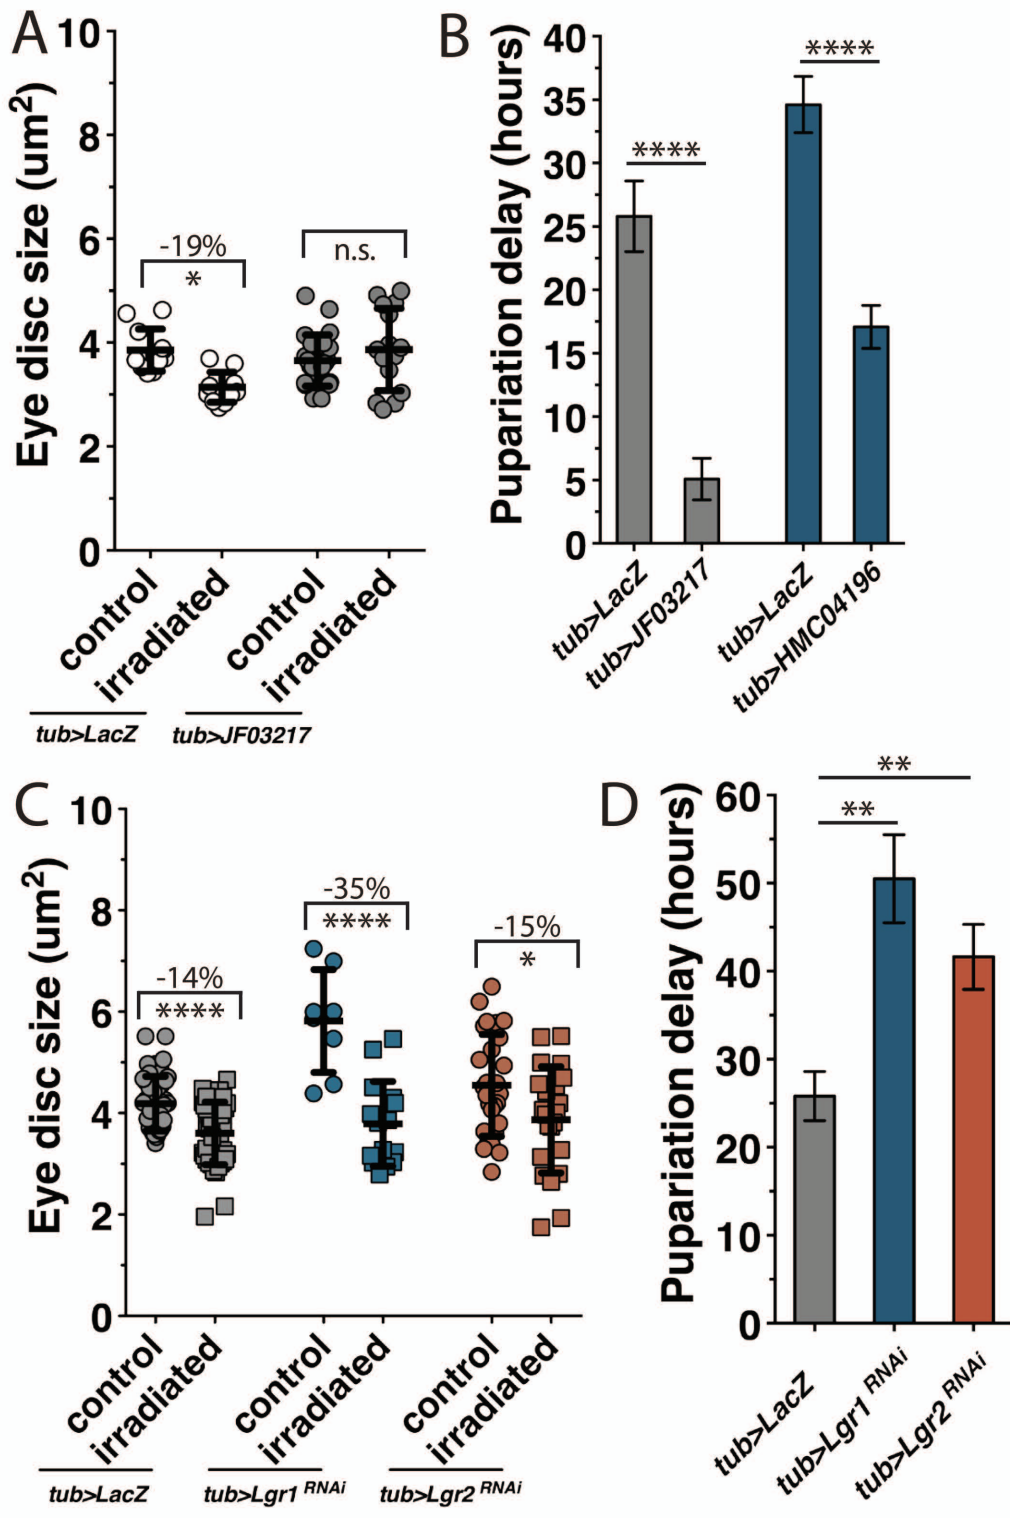 A
Eye disc size (um2)
10
8
6
4
2
0
-19%
*
n.s.
control
irradiated
control
irradiated
tub>LacZ
tub>JF03217
B
Pupariation delay (hours)
40
35
30
25
20
15
10
5
0
****
****
tub>LacZ
tub>JF03217
tub>LacZ
tub>HMC04196
C
Eye disc size (um2)
10
8
6
4
2
0
-14%
****
-35%
****
-15%
*
control
irradiated
control
irradiated
control
irradiated
tub>LacZ
tub>Lgr1 RNAi
tub>Lgr2 RNAi
D
Pupariation delay (hours)
60
50
40
30
20
10
0
**
**
tub>LacZ
tub>Lgr1 RNAi
tub>Lgr2 RNAi